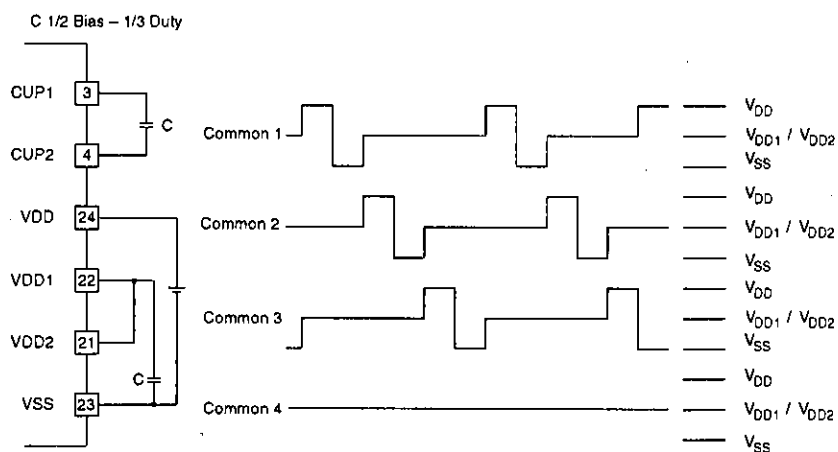 C 1/2 Bias – 1/3 Duty
CUP1 3
C
CUP2 4
VDD 24
VDD1 22
VDD2 21
C
VSS 23
Common 1
VDD
VDD1 / VDD2
VSS
Common 2
VDD
VDD1 / VDD2
VSS
Common 3
VDD
VDD1 / VDD2
VSS
Common 4
VDD
VDD1 / VDD2
VSS